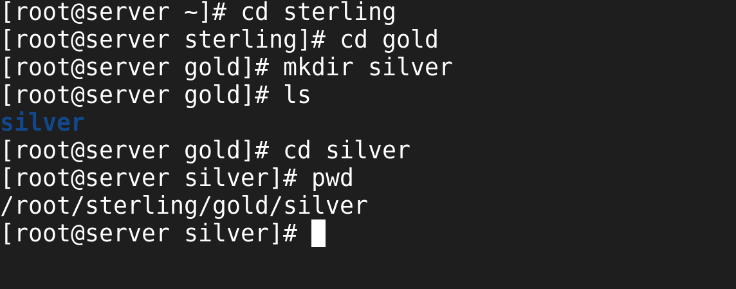 [root@server ~]# cd sterling
[root@server sterling]# cd gold
[root@server gold]# mkdir silver
[root@server gold]# ls
silver
[root@server gold]# cd silver
[root@server silver]# pwd
/root/sterling/gold/silver
[root@server silver]#